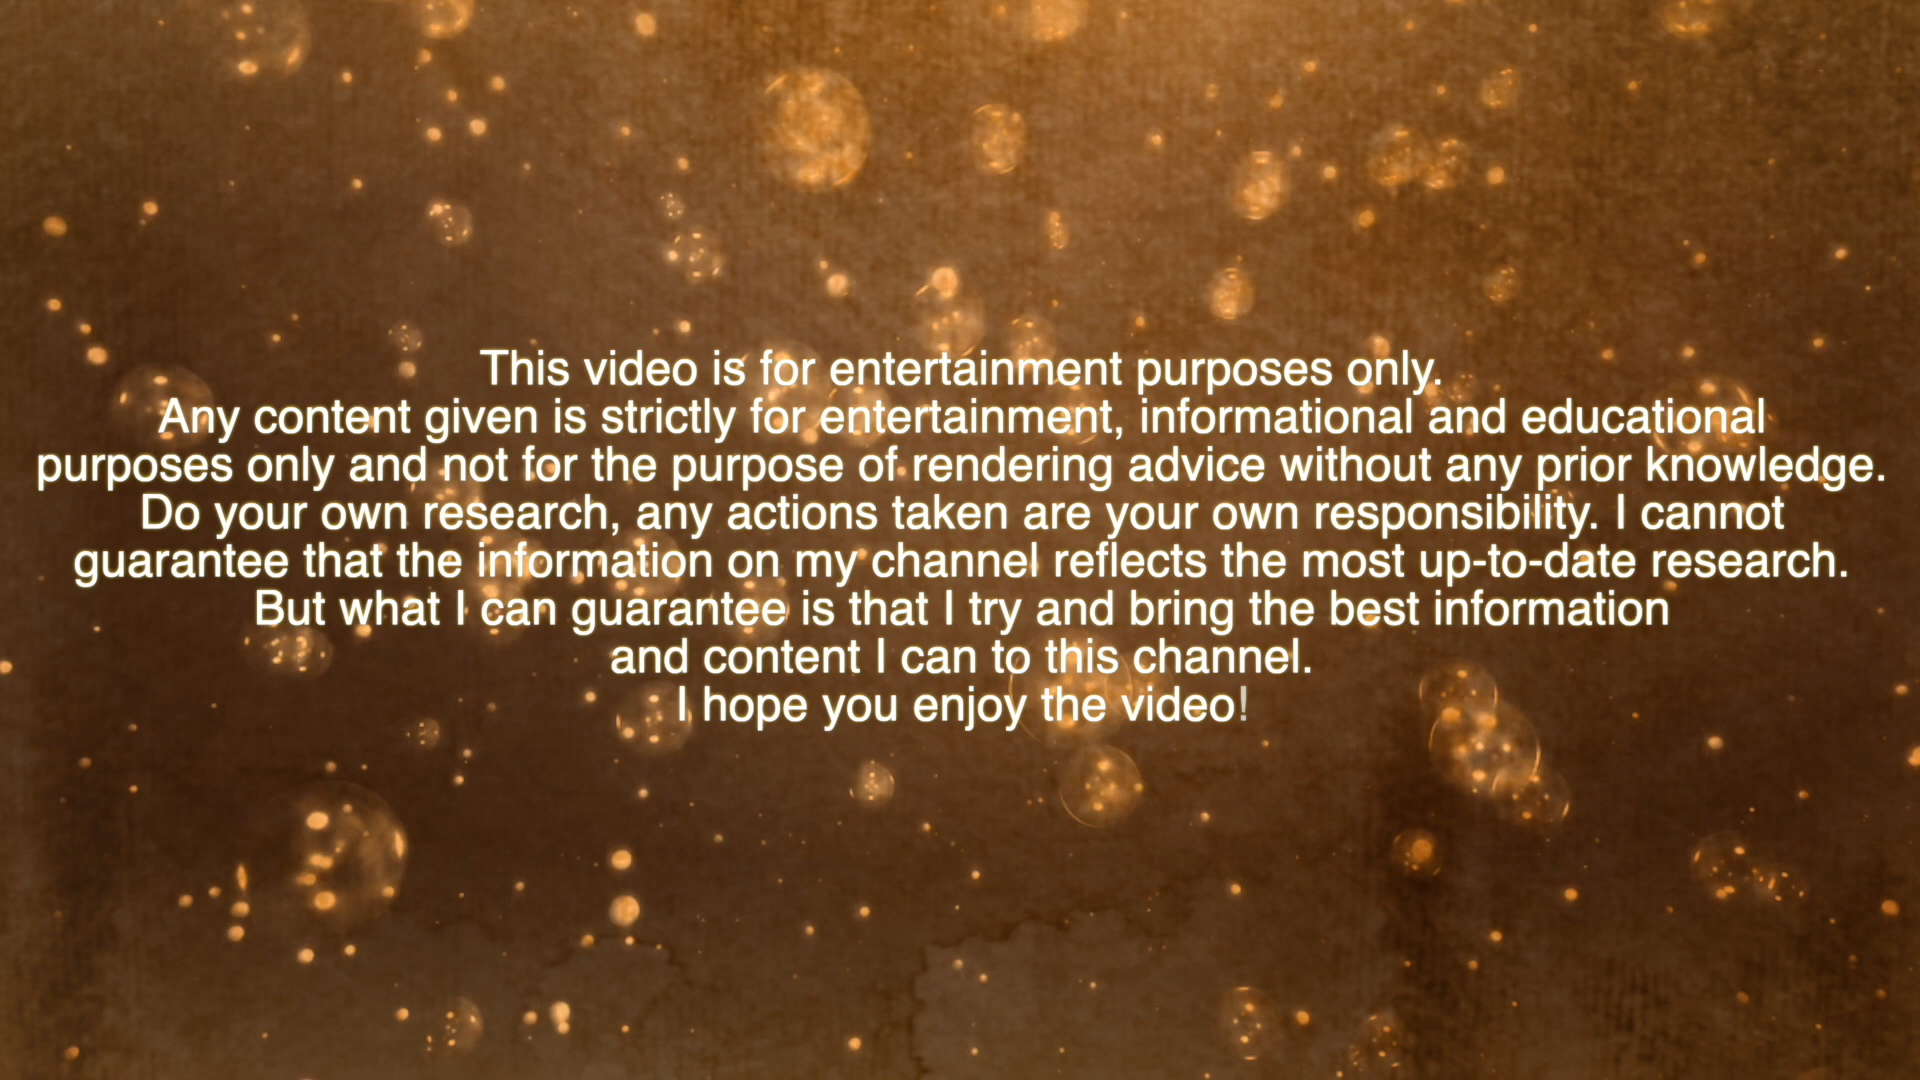 This video is for entertainment purposes only.
Any content given is strictly for entertainment, informational and educational
purposes only and not for the purpose of rendering advice without any prior knowledge.
Do your own research, any actions taken are your own responsibility. I cannot
guarantee that the information on my channel reflects the most up-to-date research.
But what I can guarantee is that I try and bring the best information
and content I can to this channel.
I hope you enjoy the video!